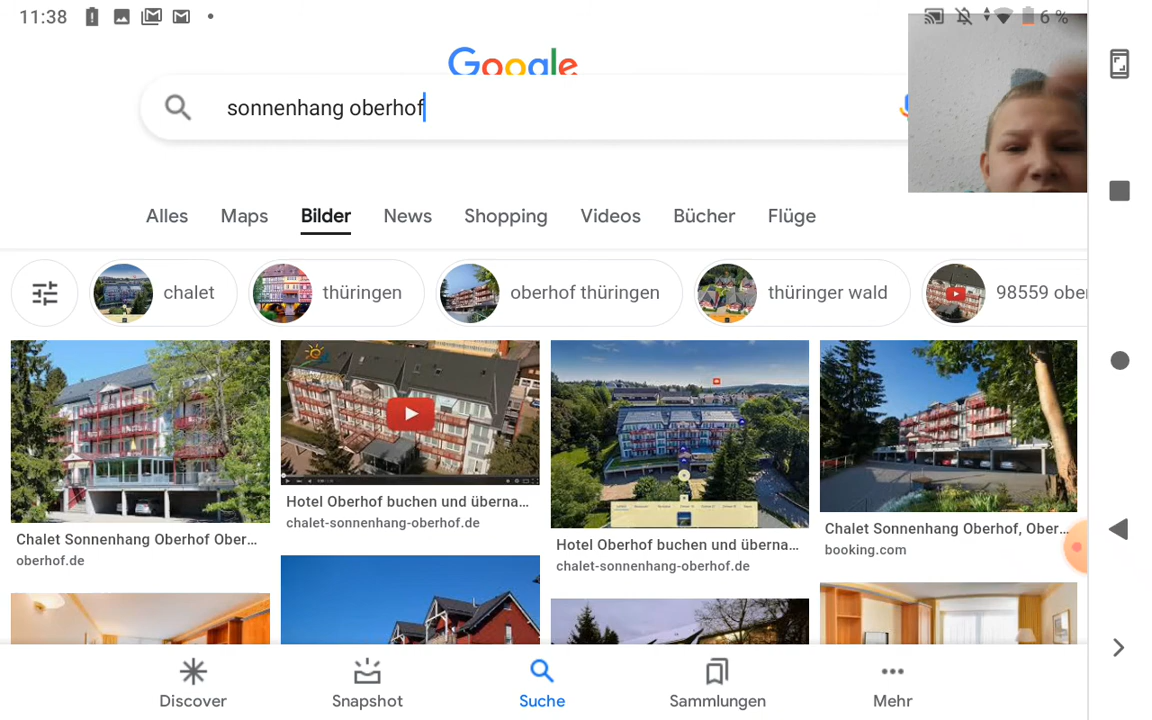 11:38
6 %
Google
sonnenhang oberhof
Alles Maps Bilder News Shopping Videos Bücher Flüge
chalet thüringen oberhof thüringen thüringer wald 98559 ober
Chalet Sonnenhang Oberhof Ober...
oberhof.de
Hotel Oberhof buchen und überna...
chalet-sonnenhang-oberhof.de
Hotel Oberhof buchen und überna...
chalet-sonnenhang-oberhof.de
Chalet Sonnenhang Oberhof, Ober...
booking.com
Discover Snapshot Suche Sammlungen Mehr